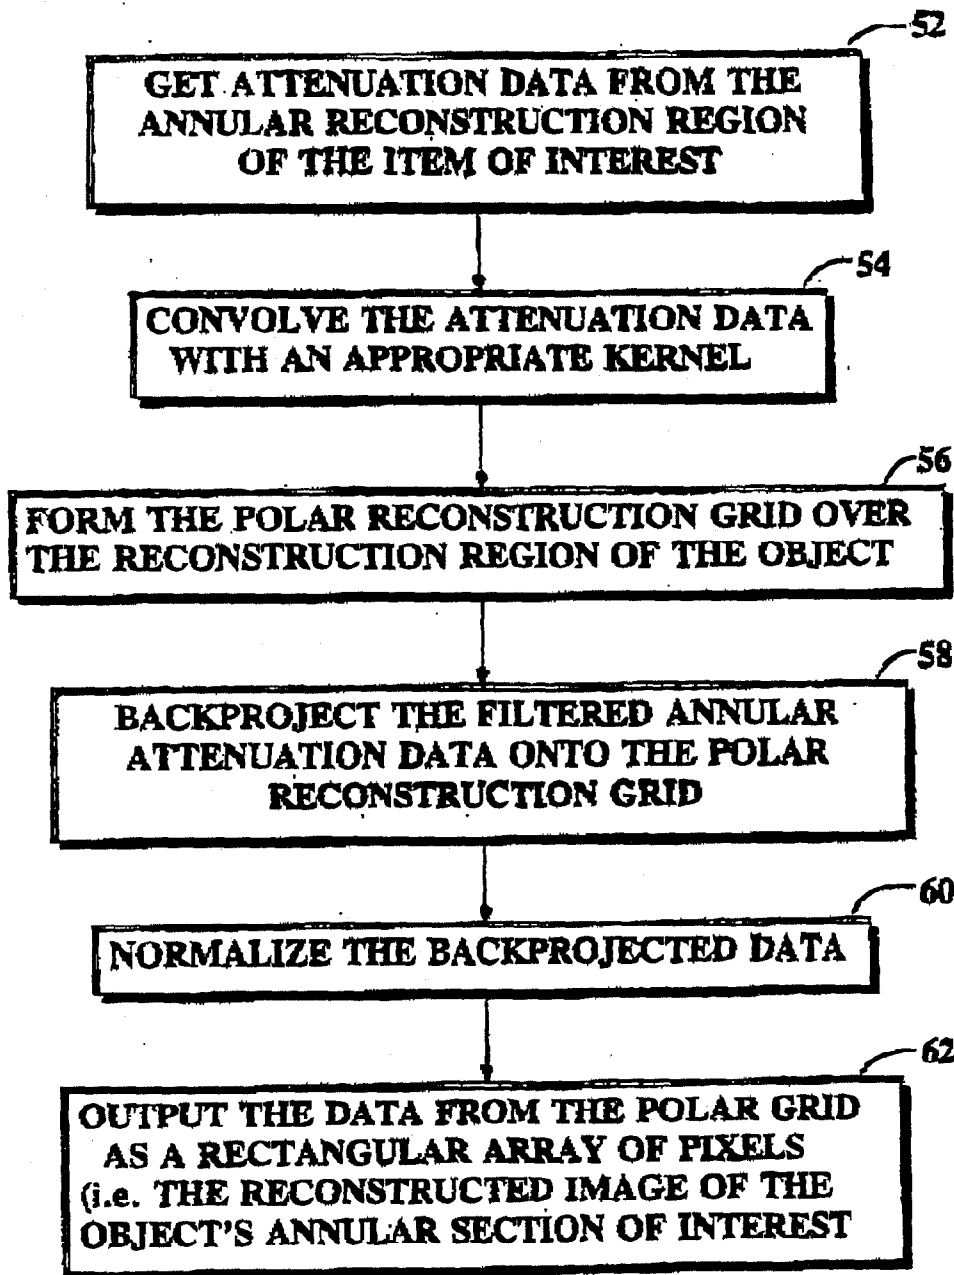 52
GET ATTENUATION DATA FROM THE
ANNULAR RECONSTRUCTION REGION
OF THE ITEM OF INTEREST
54
CONVOLVE THE ATTENUATION DATA
WITH AN APPROPRIATE KERNEL
56
FORM THE POLAR RECONSTRUCTION GRID OVER
THE RECONSTRUCTION REGION OF THE OBJECT
58
BACKPROJECT THE FILTERED ANNULAR
ATTENUATION DATA ONTO THE POLAR
RECONSTRUCTION GRID
60
NORMALIZE THE BACKPROJECTED DATA
62
OUTPUT THE DATA FROM THE POLAR GRID
AS A RECTANGULAR ARRAY OF PIXELS
(i.e. THE RECONSTRUCTED IMAGE OF THE
OBJECT'S ANNULAR SECTION OF INTEREST